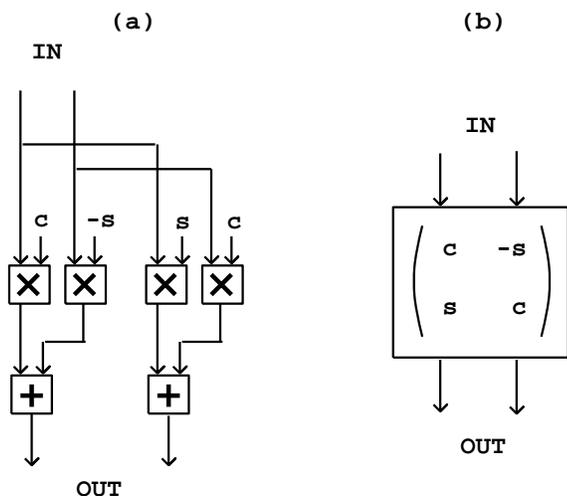 (a) (b)
IN
IN
c -s s c
× × × ×
+ +
c -s
s c
OUT
OUT